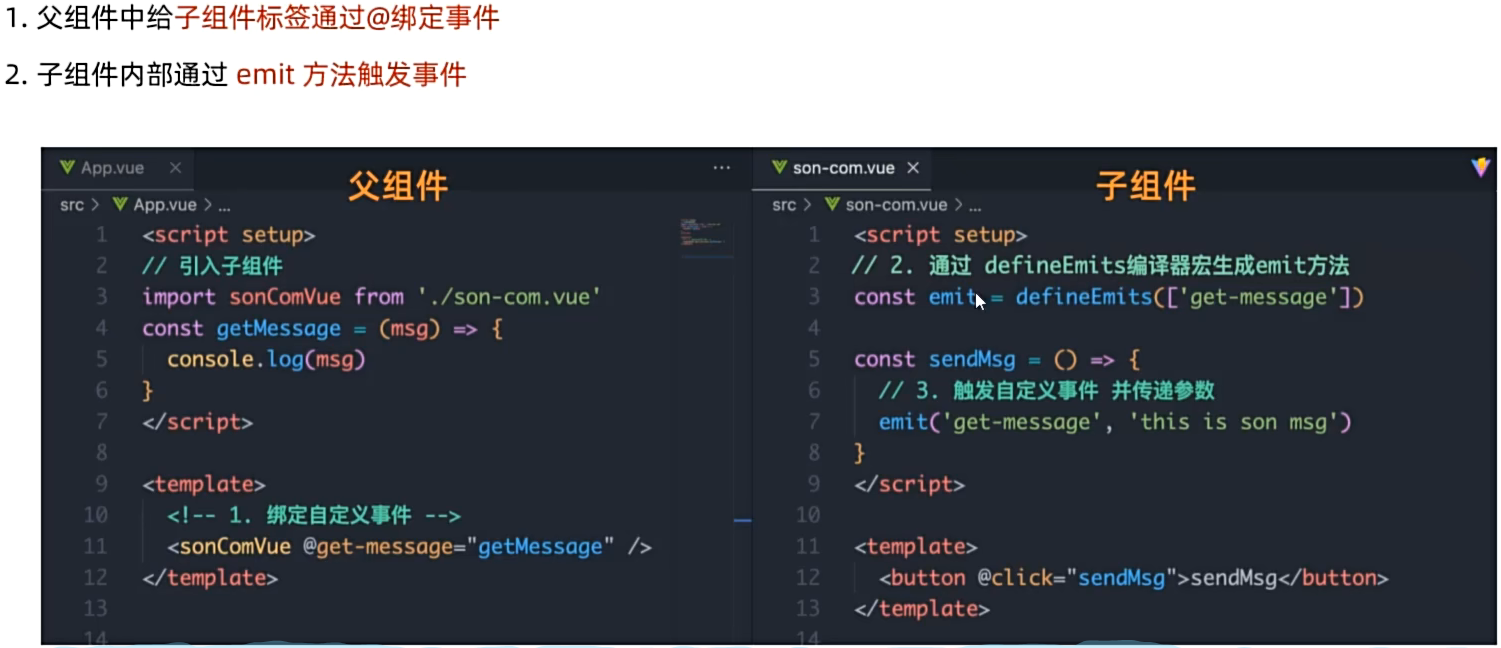 1. 父组件中给子组件标签通过@绑定事件
2. 子组件内部通过 emit 方法触发事件
App.vue
父组件
src > App.vue > ...
1 <script setup>
2 // 引入子组件
3 import sonComVue from './son-com.vue'
4 const getMessage = (msg) => {
5 console.log(msg)
6 }
7 </script>
8
9 <template>
10 <!-- 1. 绑定自定义事件 -->
11 <sonComVue @get-message="getMessage" />
12 </template>
13
14
son-com.vue
子组件
src > son-com.vue > ...
1 <script setup>
2 // 2. 通过 defineEmits编译器宏生成emit方法
3 const emit = defineEmits(['get-message'])
4
5 const sendMsg = () => {
6 // 3. 触发自定义事件 并传递参数
7 emit('get-message', 'this is son msg')
8 }
9 </script>
10
11 <template>
12 <button @click="sendMsg">sendMsg</button>
13 </template>
14